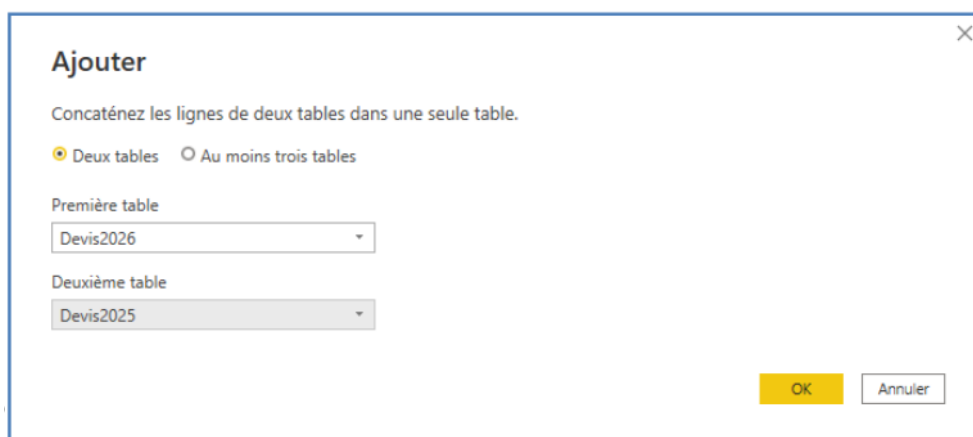 Ajouter
Concaténez les lignes de deux tables dans une seule table.
Deux tables Au moins trois tables
Première table
Devis2026
Deuxième table
Devis2025
OK Annuler